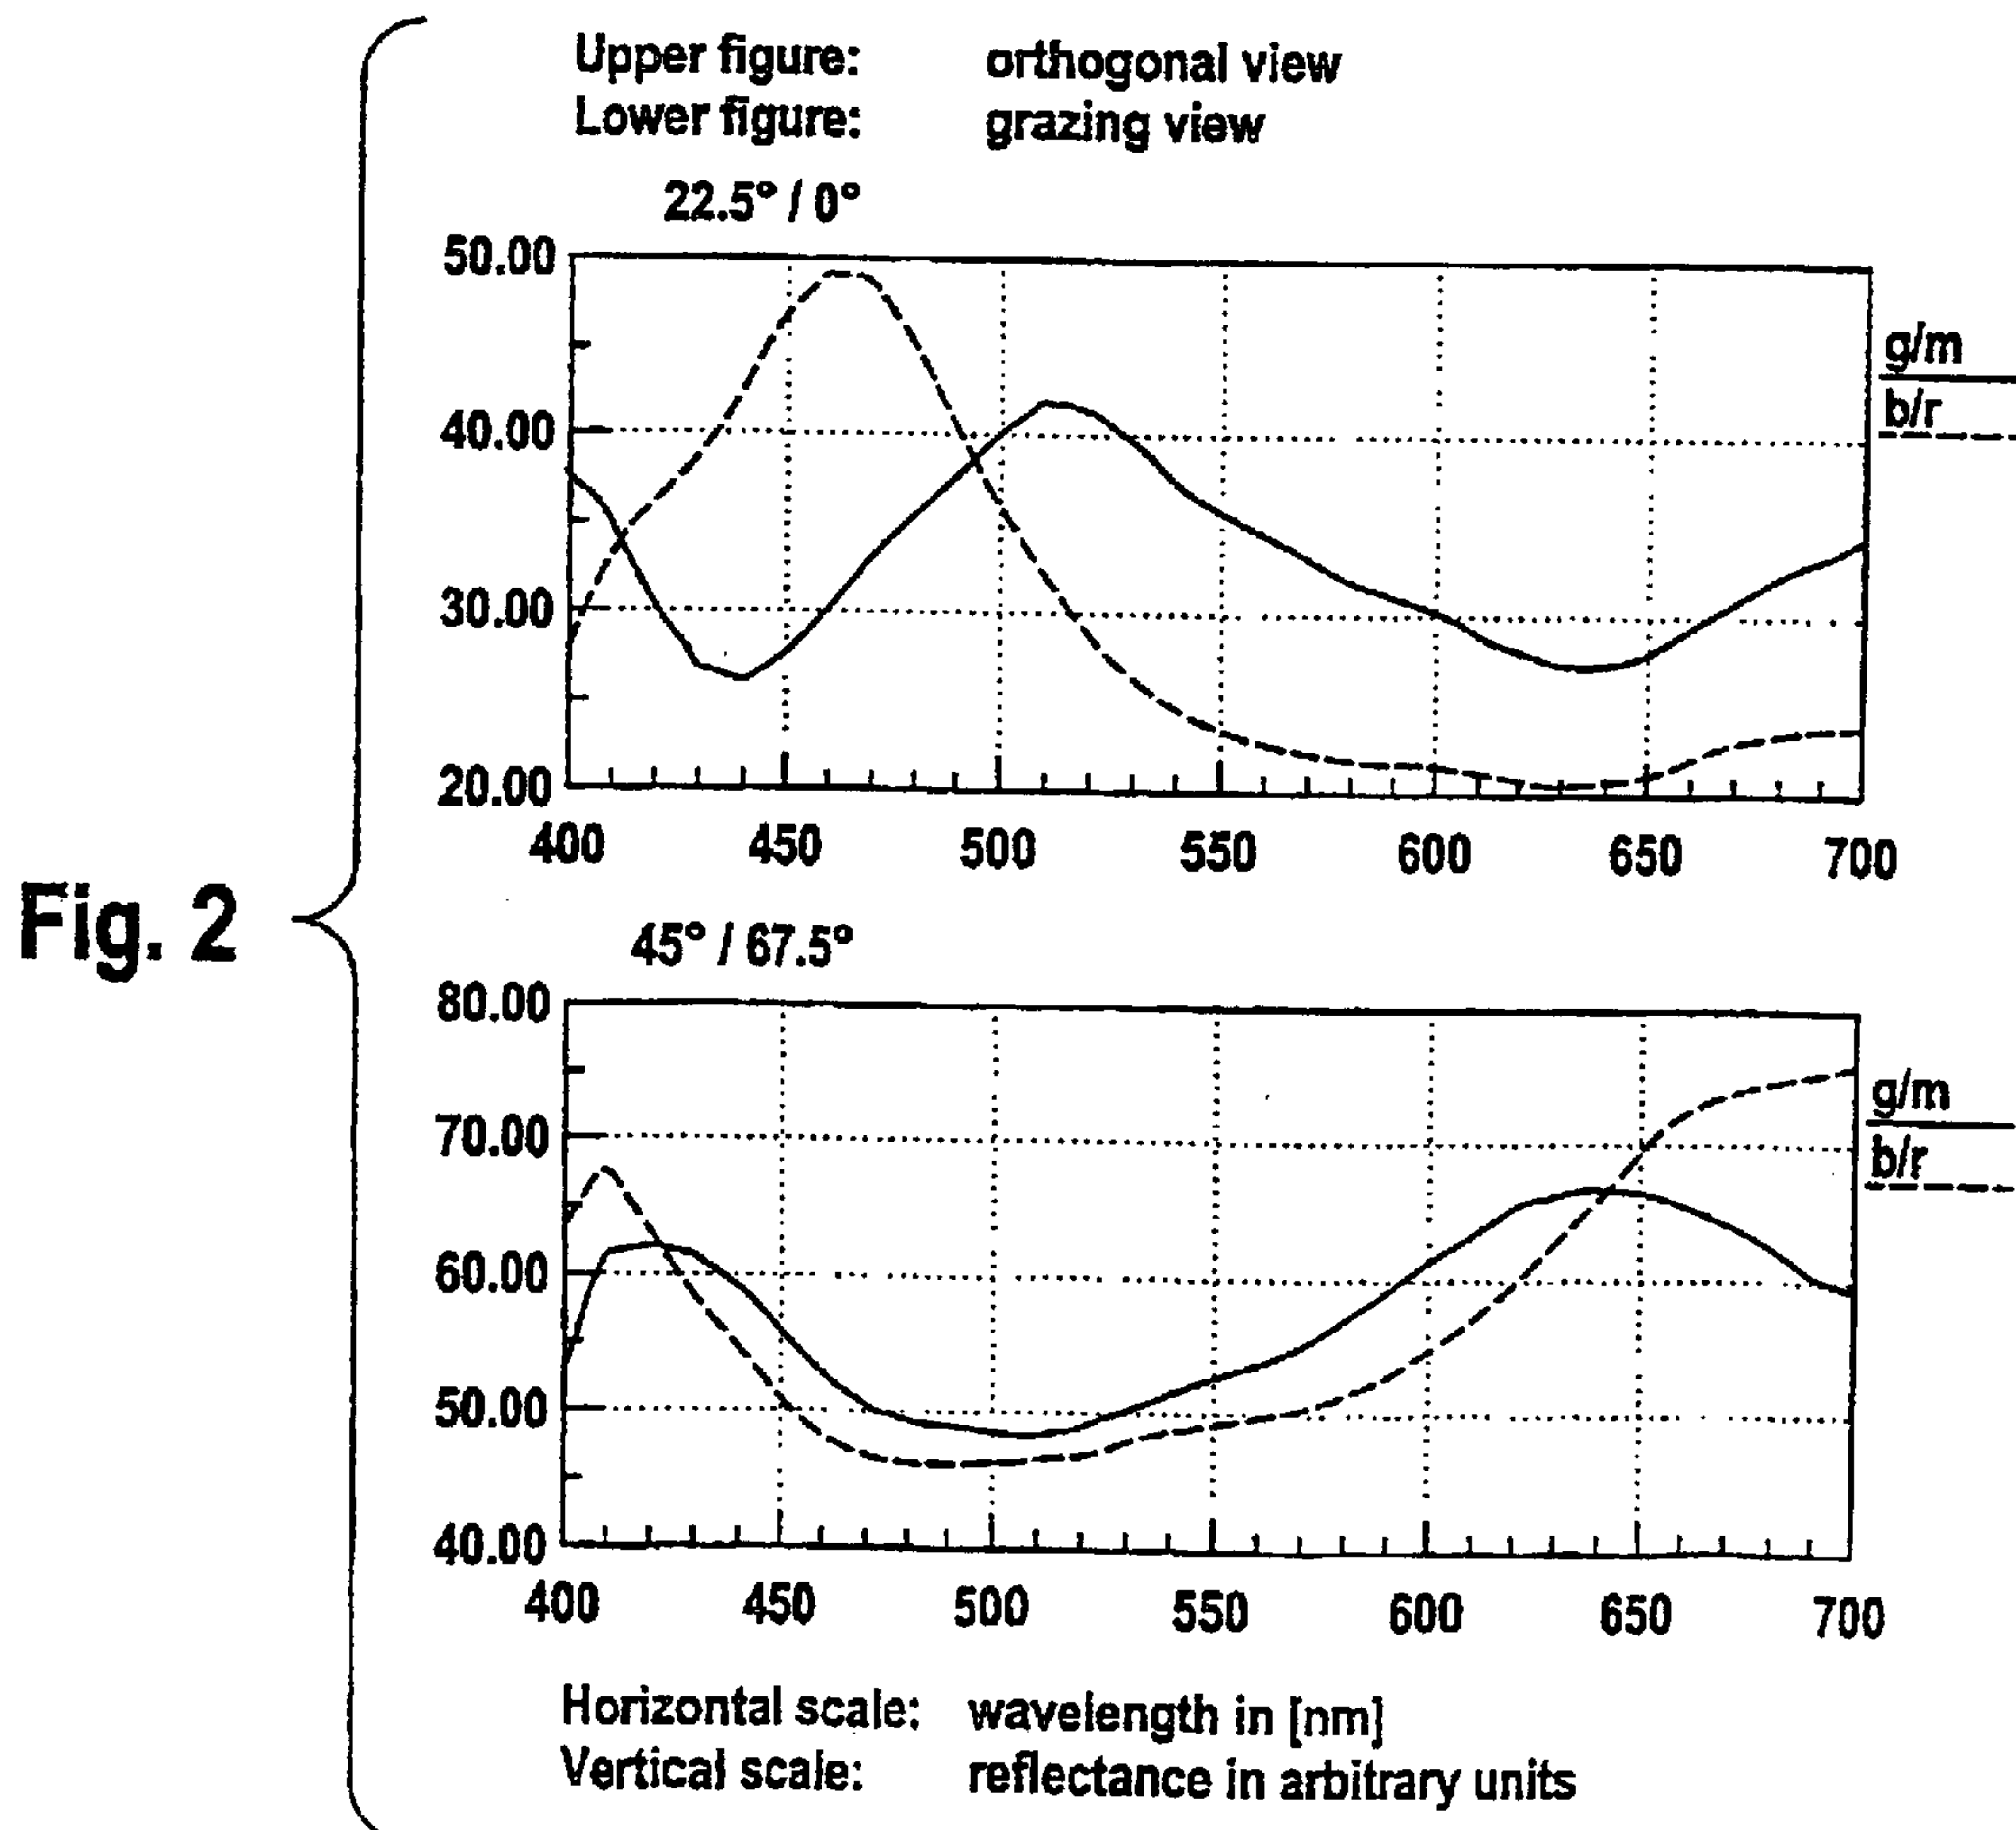 Upper figure: orthogonal view
Lower figure: grazing view
22.5° / 0°
50.00
40.00
30.00
20.00
400 450 500 550 600 650 700
g/m
b/r
Fig. 2
45° / 67.5°
80.00
70.00
60.00
50.00
40.00
400 450 500 550 600 650 700
g/m
b/r
Horizontal scale: wavelength in [nm]
Vertical scale: reflectance in arbitrary units